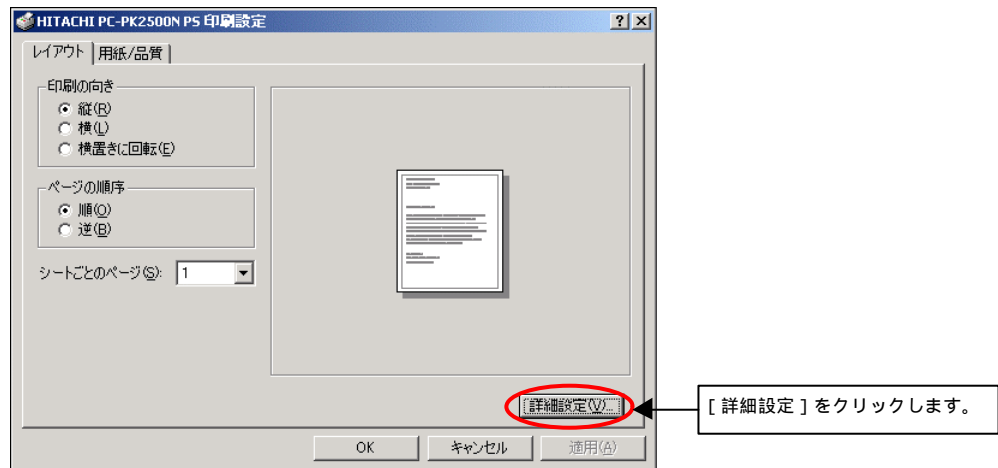 HITACHI PC-PK2500N PS 印刷設定
レイアウト 用紙/品質
印刷の向き
縦(R)
横(L)
横置きに回転(E)
ページの順序
順(O)
逆(B)
シートごとのページ(S): 1
詳細設定(V)...
[ 詳細設定 ] をクリックします。
OK キャンセル 適用(A)